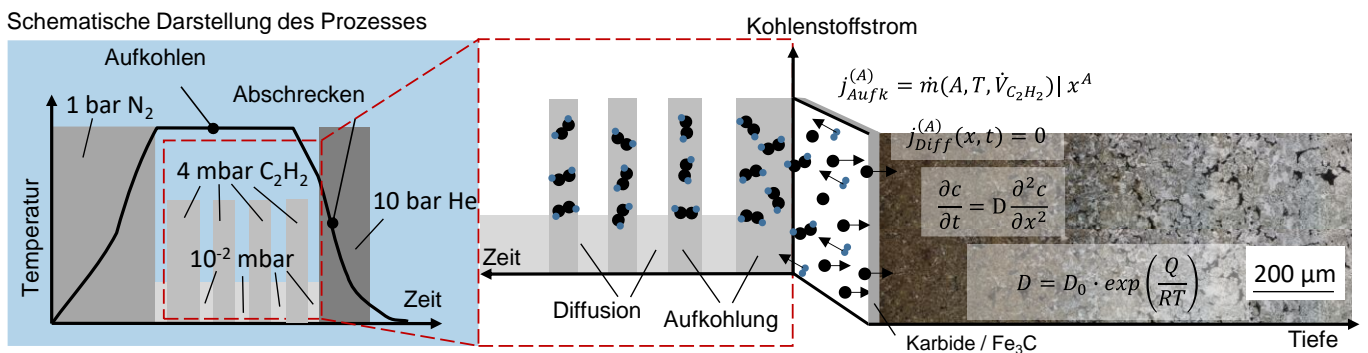 Schematische Darstellung des Prozesses
Aufkohlen
Abschrecken
1 bar N₂
4 mbar C₂H₂
10 bar He
10⁻² mbar
Temperatur
Zeit
Kohlenstoffstrom
Zeit
Diffusion
Aufkohlung
j_{Aufk}^{(A)} = ṁ(A, T, V̇_{C₂H₂})| x^A
j_{Diff}^{(A)}(x, t) = 0
∂c/∂t = D ∂²c/∂x²
D = D₀ · exp(Q/RT)
200 µm
Karbide / Fe₃C
Tiefe